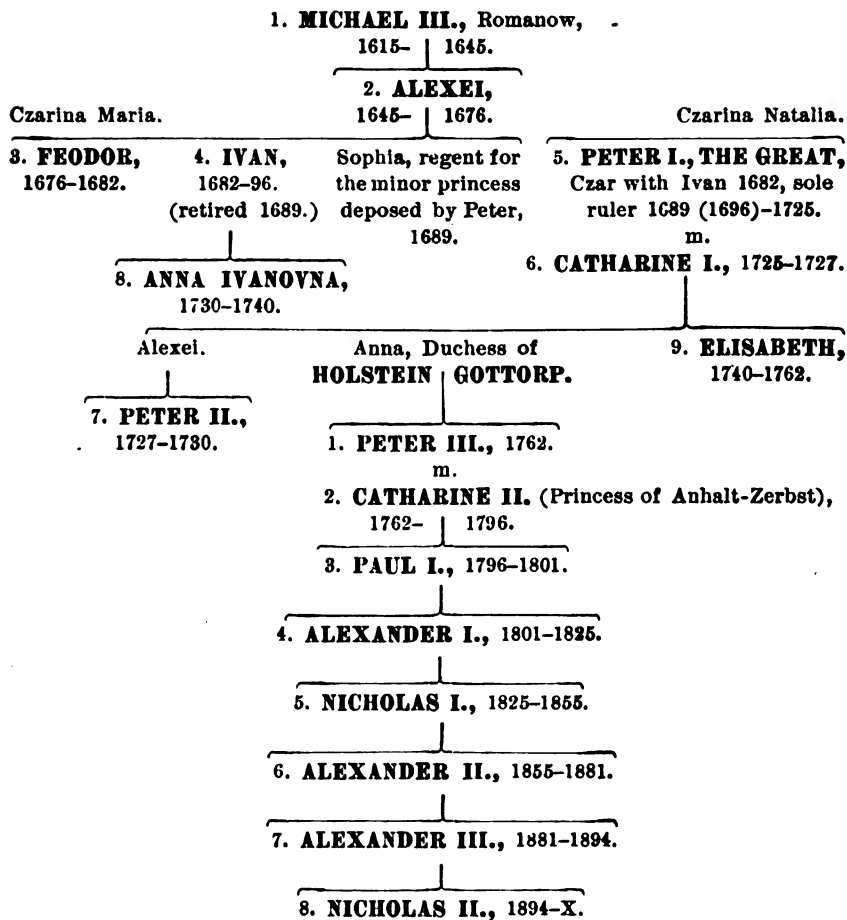 1. MICHAEL III., Romanow,
1615– 1645.
2. ALEXEI,
Czarina Maria. 1645– 1676. Czarina Natalia.
3. FEODOR,
1676–1682.
4. IVAN,
1682–96.
(retired 1689.)
Sophia, regent for
the minor princess
deposed by Peter,
1689.
5. PETER I., THE GREAT,
Czar with Ivan 1682, sole
ruler 1689 (1696)–1725.
m.
6. CATHARINE I., 1725–1727.
8. ANNA IVANOVNA,
1730–1740.
Alexei.
Anna, Duchess of
HOLSTEIN GOTTORP.
9. ELISABETH,
1740–1762.
7. PETER II.,
1727–1730.
1. PETER III., 1762.
m.
2. CATHARINE II. (Princess of Anhalt-Zerbst),
1762– 1796.
3. PAUL I., 1796–1801.
4. ALEXANDER I., 1801–1825.
5. NICHOLAS I., 1825–1855.
6. ALEXANDER II., 1855–1881.
7. ALEXANDER III., 1881–1894.
8. NICHOLAS II., 1894–X.